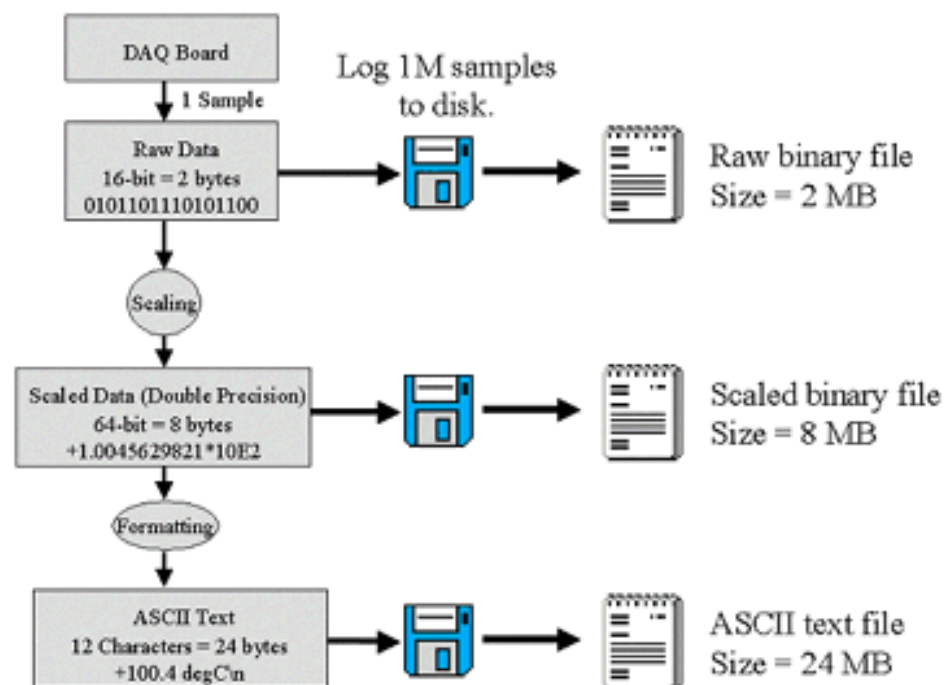 DAQ Board
1 Sample
Log 1M samples
to disk.
Raw Data
16-bit = 2 bytes
0101101110101100
Raw binary file
Size = 2 MB
Scaling
Scaled Data (Double Precision)
64-bit = 8 bytes
+1.0045629821*10E2
Scaled binary file
Size = 8 MB
Formatting
ASCII Text
12 Characters = 24 bytes
+100.4 degC\n
ASCII text file
Size = 24 MB